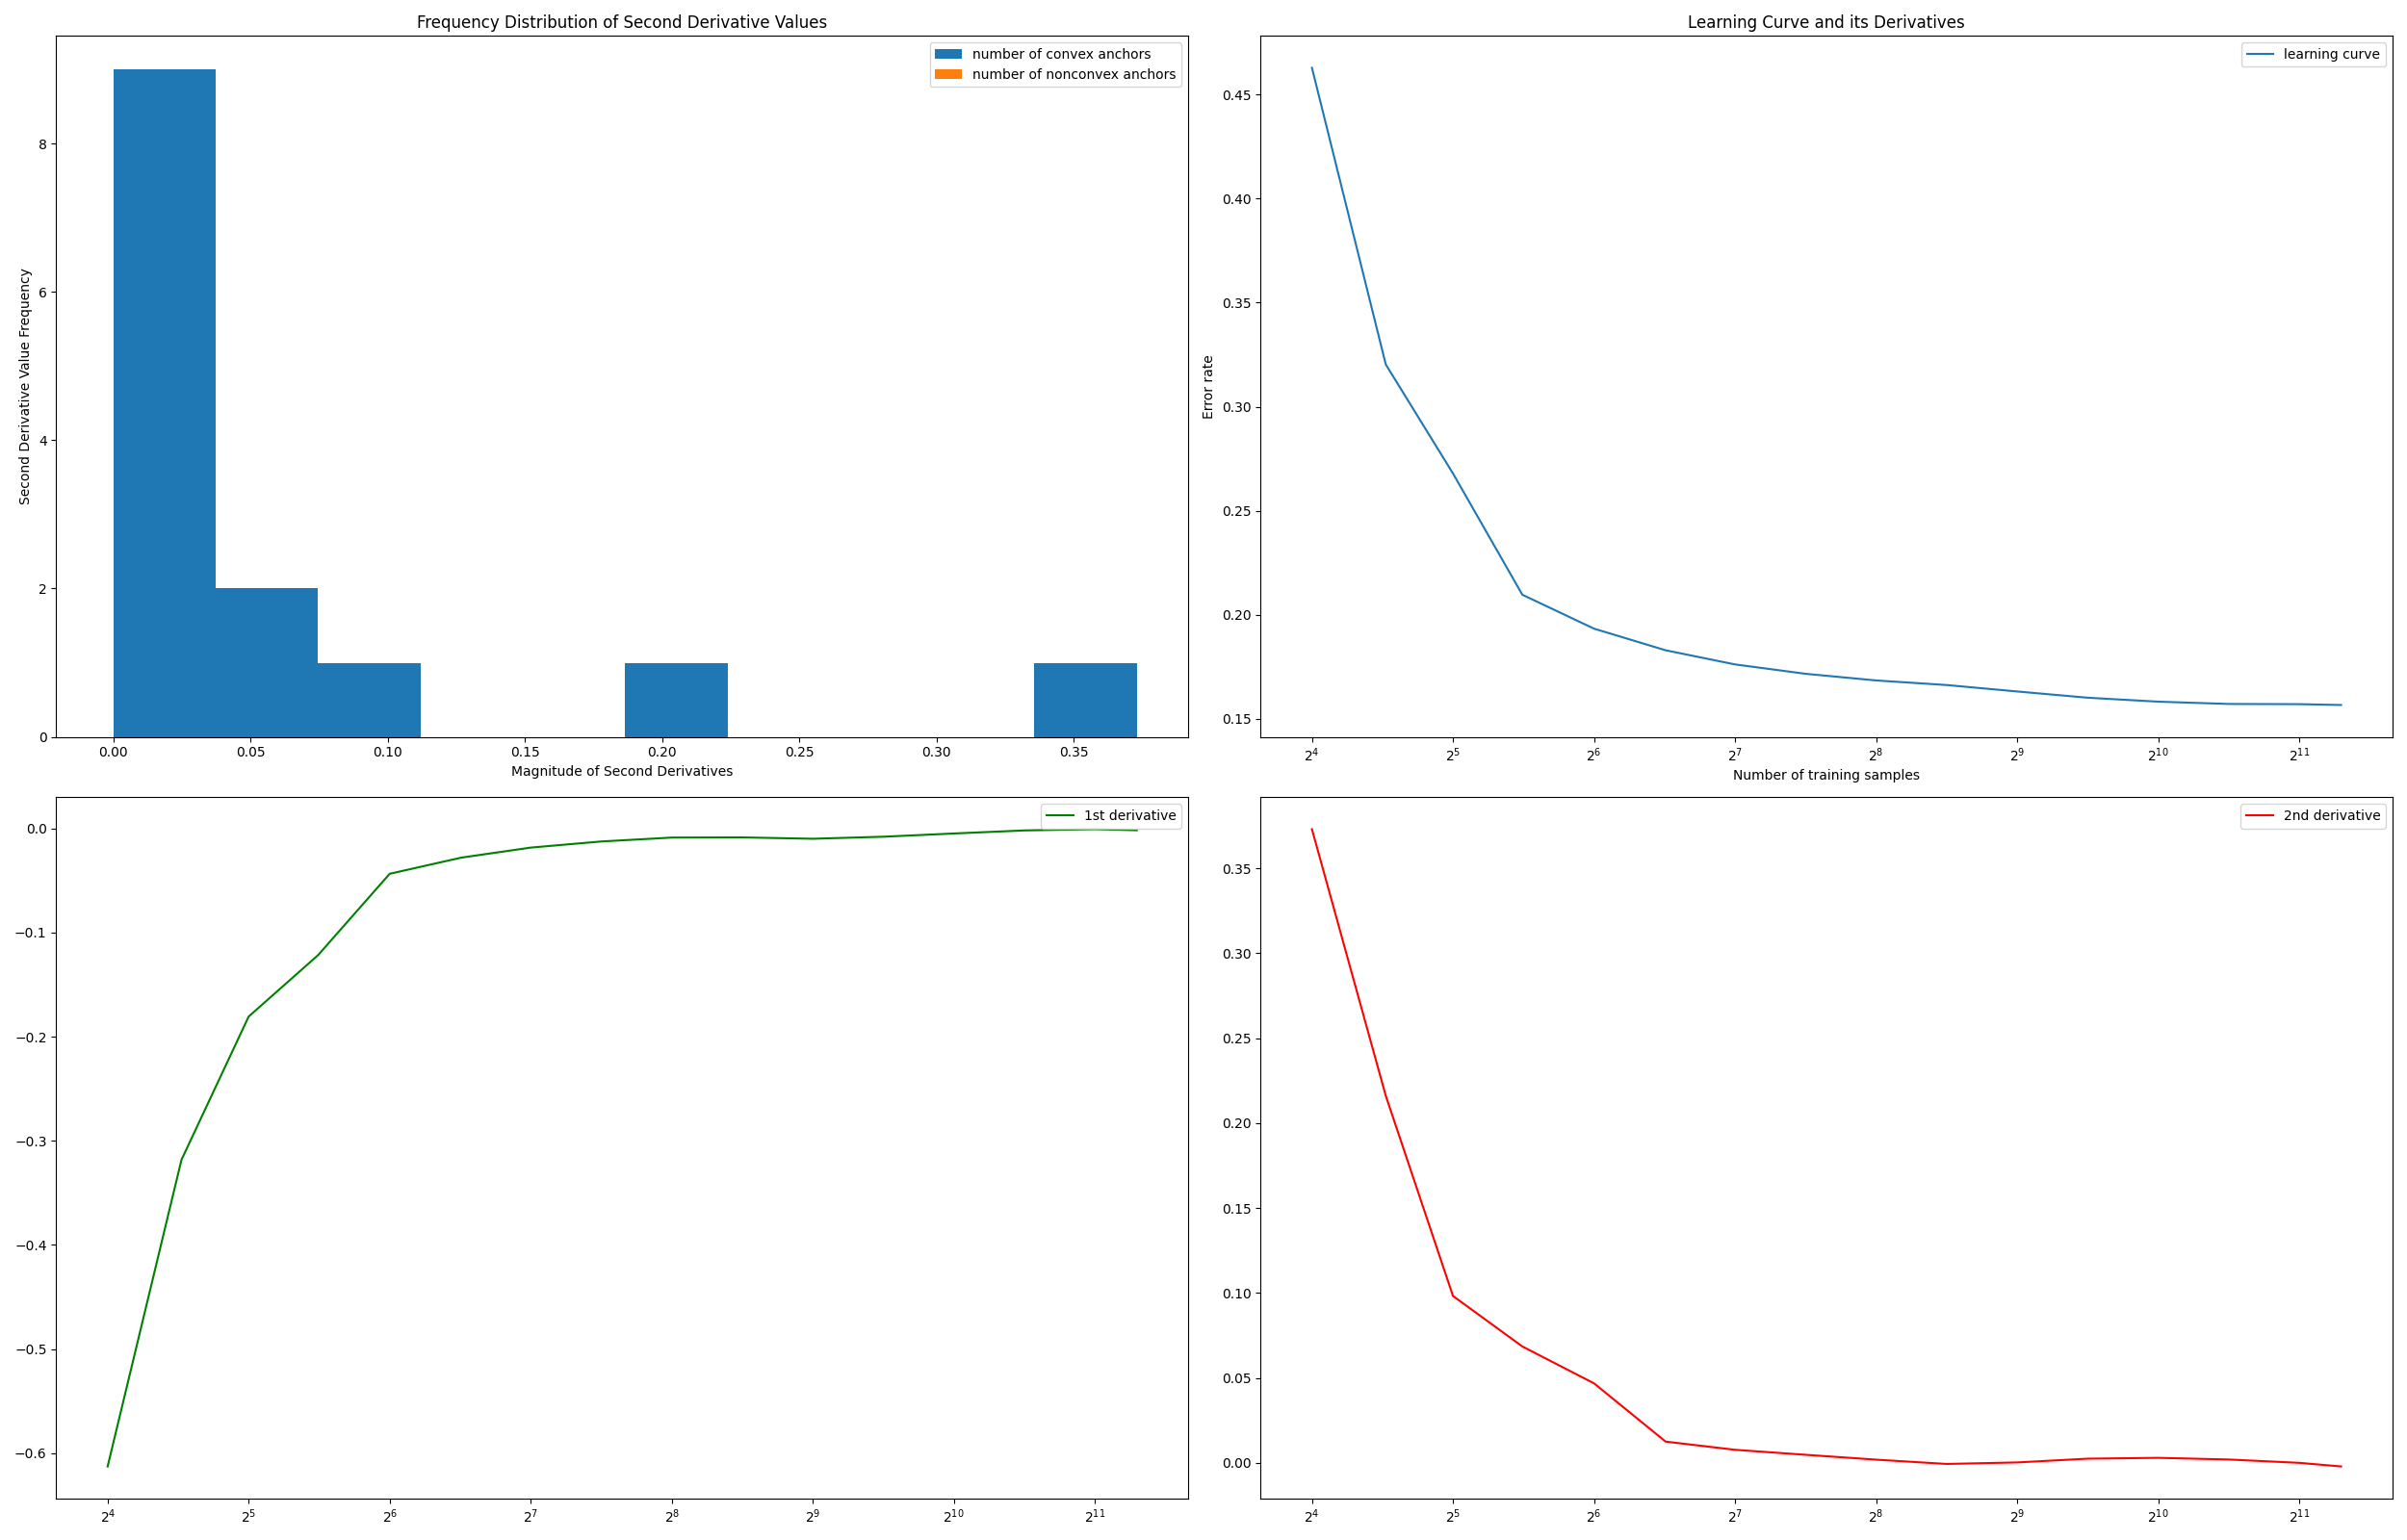 Frequency Distribution of Second Derivative Values
number of convex anchors
number of nonconvex anchors
Second Derivative Value Frequency
8
6
4
2
0
0.00 0.05 0.10 0.15 0.20 0.25 0.30 0.35
Magnitude of Second Derivatives
Learning Curve and its Derivatives
learning curve
Error rate
0.45
0.40
0.35
0.30
0.25
0.20
0.15
2⁴ 2⁵ 2⁶ 2⁷ 2⁸ 2⁹ 2¹⁰ 2¹¹
Number of training samples
1st derivative
0.0
−0.1
−0.2
−0.3
−0.4
−0.5
−0.6
2⁴ 2⁵ 2⁶ 2⁷ 2⁸ 2⁹ 2¹⁰ 2¹¹
2nd derivative
0.35
0.30
0.25
0.20
0.15
0.10
0.05
0.00
2⁴ 2⁵ 2⁶ 2⁷ 2⁸ 2⁹ 2¹⁰ 2¹¹